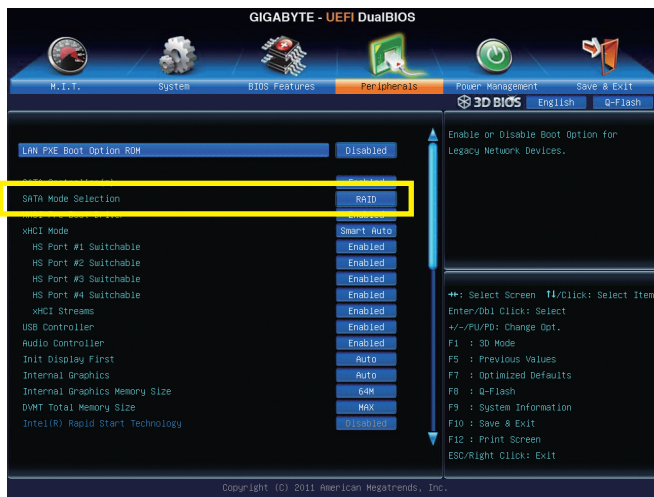 GIGABYTE - UEFI DualBIOS
M.I.T. System BIOS Features Peripherals Power Management Save & Exit
3D BIOS English Q-Flash
LAN PXE Boot Option ROM Disabled
SATA Mode Selection RAID
xHCI Mode Smart Auto
HS Port #1 Switchable Enabled
HS Port #2 Switchable Enabled
HS Port #3 Switchable Enabled
HS Port #4 Switchable Enabled
xHCI Streams Enabled
USB Controller Enabled
Audio Controller Enabled
Init Display First Auto
Internal Graphics Auto
Internal Graphics Memory Size 64M
DVMT Total Memory Size MAX
Intel(R) Rapid Start Technology Disabled
Enable or Disable Boot Option for
Legacy Network Devices.
→←: Select Screen ↑↓/Click: Select Item
Enter/Dbl Click: Select
+/-/PU/PD: Change Opt.
F1 : 3D Mode
F5 : Previous Values
F7 : Optimized Defaults
F8 : Q-Flash
F9 : System Information
F10 : Save & Exit
F12 : Print Screen
ESC/Right Click: Exit
Copyright (C) 2011 American Megatrends, Inc.